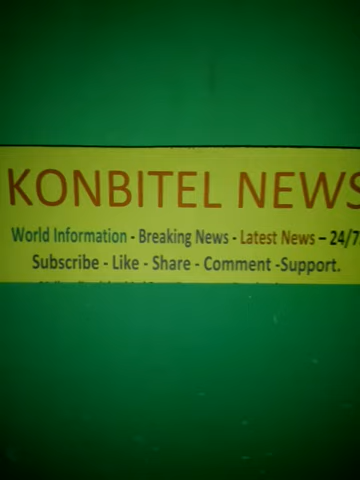 KONBITEL NEWS
World Information - Breaking News - Latest News – 24/7
Subscribe - Like - Share - Comment -Support.